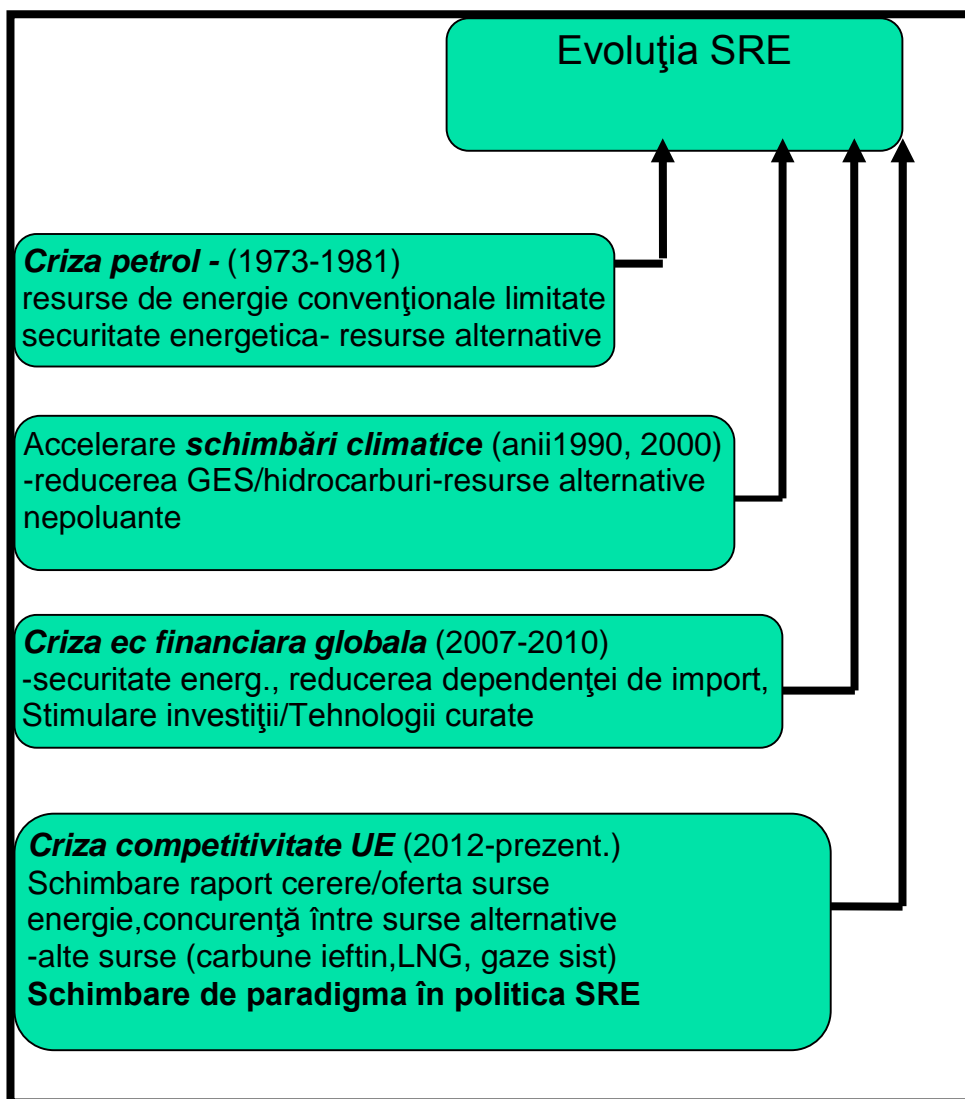 Evoluţia SRE
Criza petrol - (1973-1981)
resurse de energie convenţionale limitate
securitate energetica- resurse alternative
Accelerare schimbări climatice (anii1990, 2000)
-reducerea GES/hidrocarburi-resurse alternative
nepoluante
Criza ec financiara globala (2007-2010)
-securitate energ., reducerea dependenţei de import,
Stimulare investiţii/Tehnologii curate
Criza competitivitate UE (2012-prezent.)
Schimbare raport cerere/oferta surse
energie,concurenţă între surse alternative
-alte surse (carbune ieftin,LNG, gaze sist)
Schimbare de paradigma în politica SRE